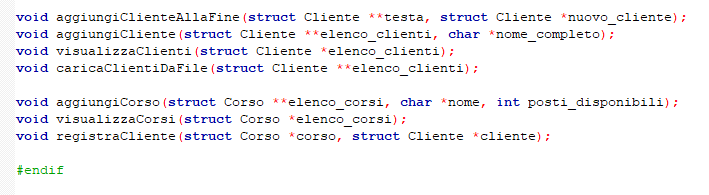 void aggiungiClienteAllaFine(struct Cliente **testa, struct Cliente *nuovo_cliente);
void aggiungiCliente(struct Cliente **elenco_clienti, char *nome_completo);
void visualizzaClienti(struct Cliente *elenco_clienti);
void caricaClientiDaFile(struct Cliente **elenco_clienti);
void aggiungiCorso(struct Corso **elenco_corsi, char *nome, int posti_disponibili);
void visualizzaCorsi(struct Corso *elenco_corsi);
void registraCliente(struct Corso *corso, struct Cliente *cliente);
#endif